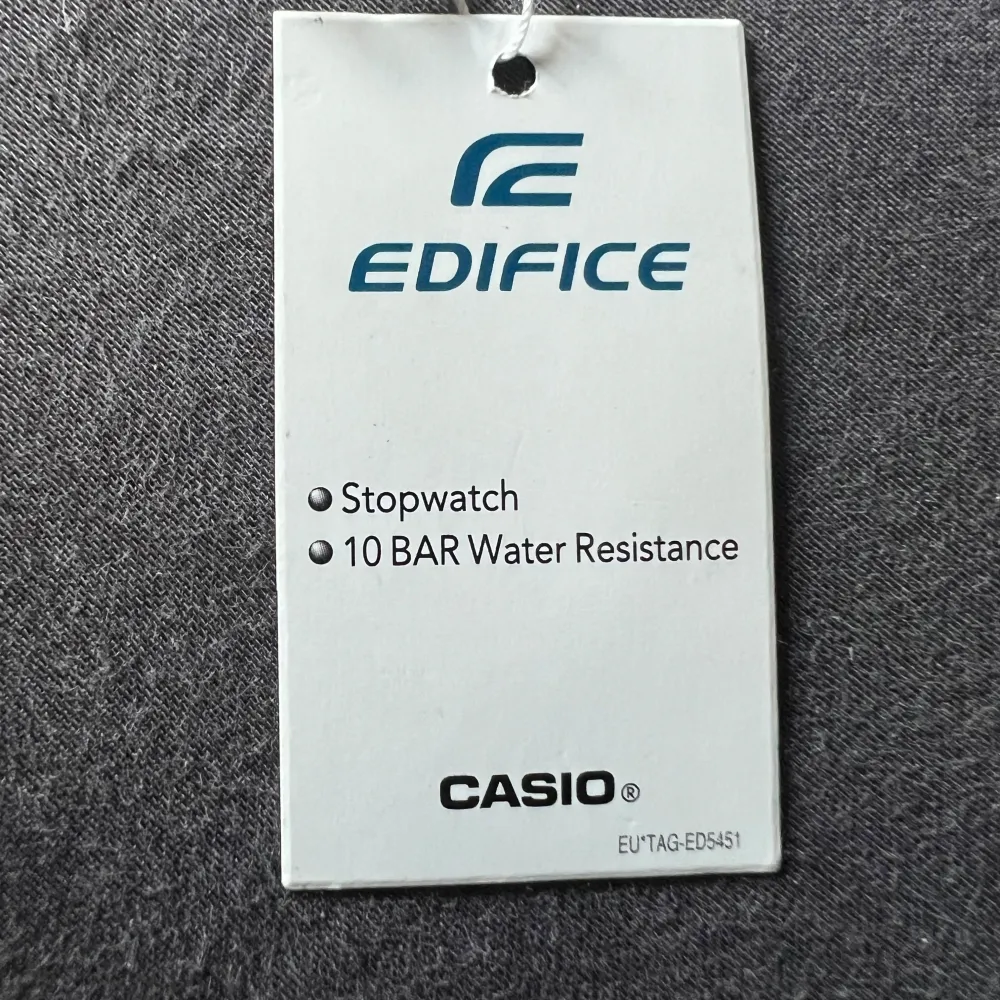 EDIFICE
Stopwatch
10 BAR Water Resistance
CASIO®
EU*TAG-ED5451